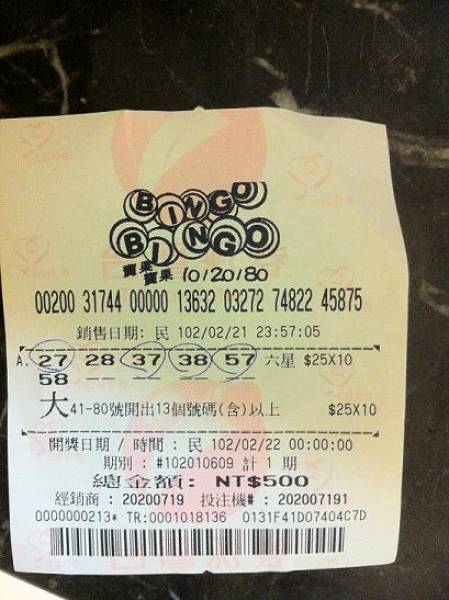 BINGO
BINGO
賓果
賓果 10/20/80
00200 31744 00000 13632 03272 74822 45875
銷售日期: 民 102/02/21 23:57:05
A. 27 28 37 38 57 六星 $25X10
58 -- -- -- --
大 41-80號開出13個號碼(含)以上 $25X10
開獎日期 / 時間 : 民 102/02/22 00:00:00
期別 : #102010609 計 1 期
總金額: NT$500
經銷商 : 20200719 投注機# : 202007191
0000000213* TR:0001018136 0131F41D07404C7D